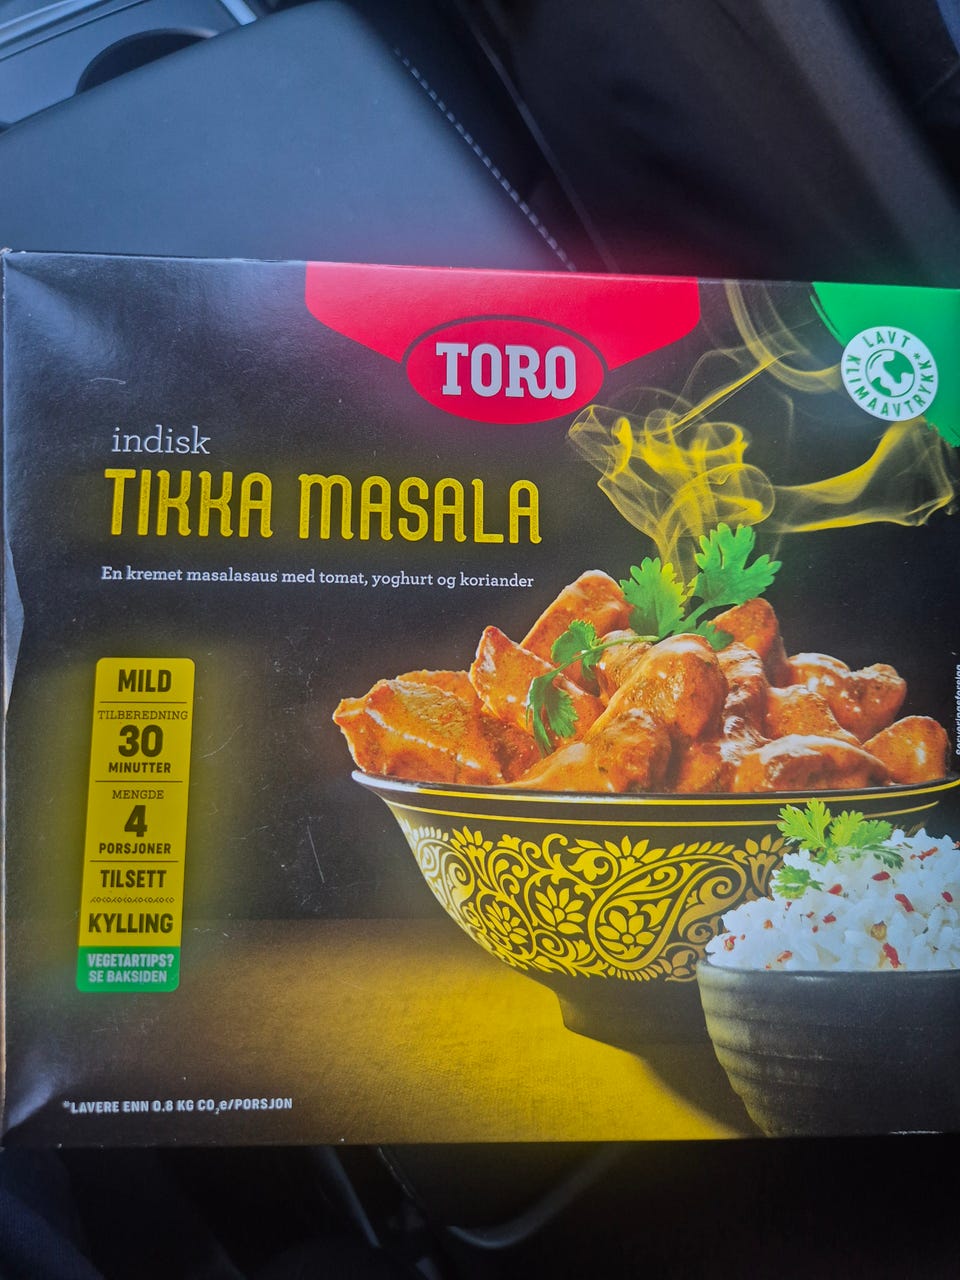 TORO
LAVT KLIMAAVTRYKK*
indisk
TIKKA MASALA
En kremet masalasaus med tomat, yoghurt og koriander
MILD
TILBEREDNING
30
MINUTTER
MENGDE
4
PORSJONER
TILSETT
KYLLING
VEGETARTIPS?
SE BAKSIDEN
Serveringsforslag
*LAVERE ENN 0.8 KG CO₂e/PORSJON